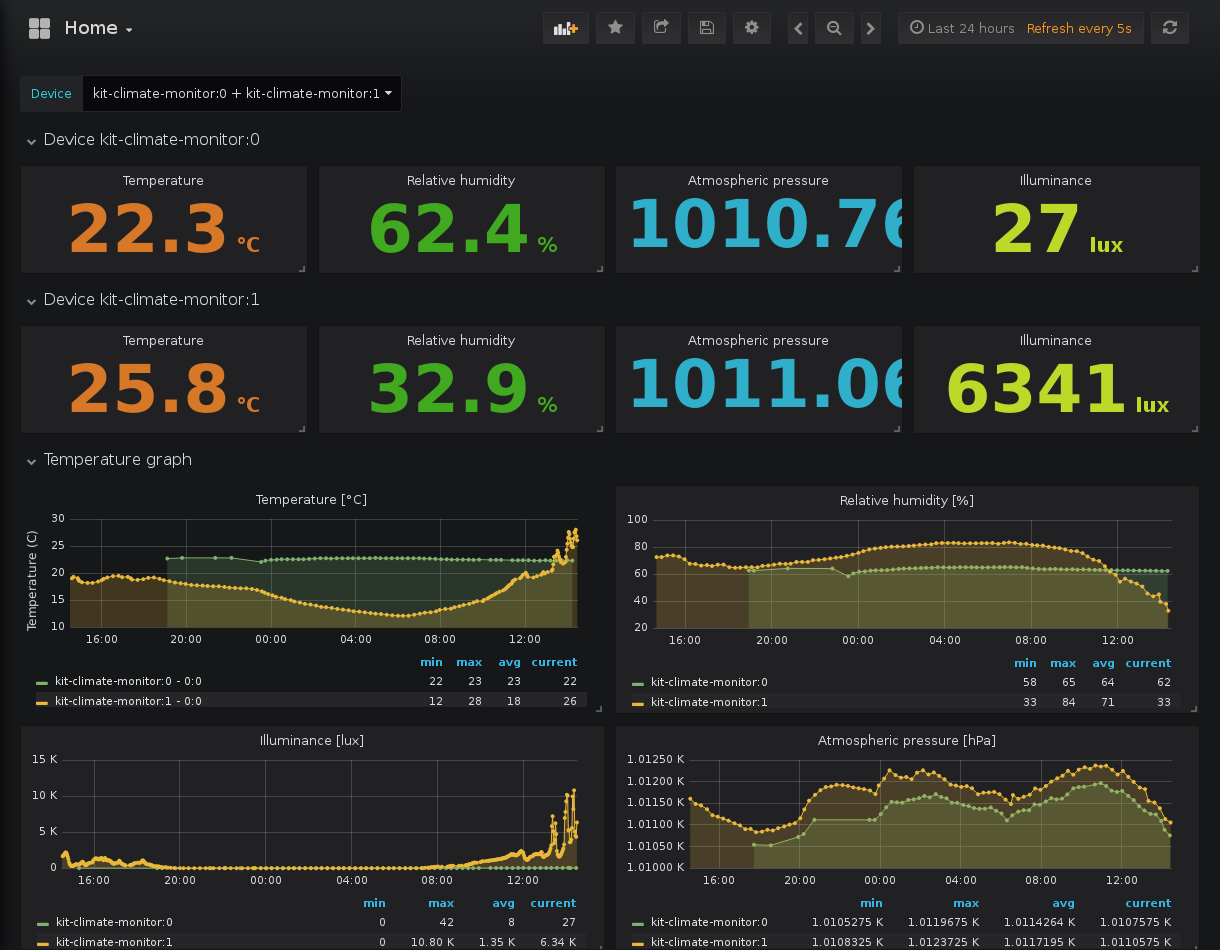 Home
Last 24 hours Refresh every 5s
Device kit-climate-monitor:0 + kit-climate-monitor:1
Device kit-climate-monitor:0
Temperature Relative humidity Atmospheric pressure Illuminance
22.3 °C 62.4 % 1010.76 27 lux
Device kit-climate-monitor:1
Temperature Relative humidity Atmospheric pressure Illuminance
25.8 °C 32.9 % 1011.06 6341 lux
Temperature graph
Temperature [°C]
Temperature (C)
30
25
20
15
10
16:00 20:00 00:00 04:00 08:00 12:00
min max avg current
kit-climate-monitor:0 - 0:0 22 23 23 22
kit-climate-monitor:1 - 0:0 12 28 18 26
Relative humidity [%]
100
80
60
40
20
16:00 20:00 00:00 04:00 08:00 12:00
min max avg current
kit-climate-monitor:0 58 65 64 62
kit-climate-monitor:1 33 84 71 33
Illuminance [lux]
15 K
10 K
5 K
0
16:00 20:00 00:00 04:00 08:00 12:00
min max avg current
kit-climate-monitor:0 0 42 8 27
kit-climate-monitor:1 0 10.80 K 1.35 K 6.34 K
Atmospheric pressure [hPa]
1.01250 K
1.01200 K
1.01150 K
1.01100 K
1.01050 K
1.01000 K
16:00 20:00 00:00 04:00 08:00 12:00
min max avg current
kit-climate-monitor:0 1.0105275 K 1.0119675 K 1.0114264 K 1.0107575 K
kit-climate-monitor:1 1.0108325 K 1.0123725 K 1.0117195 K 1.0110575 K